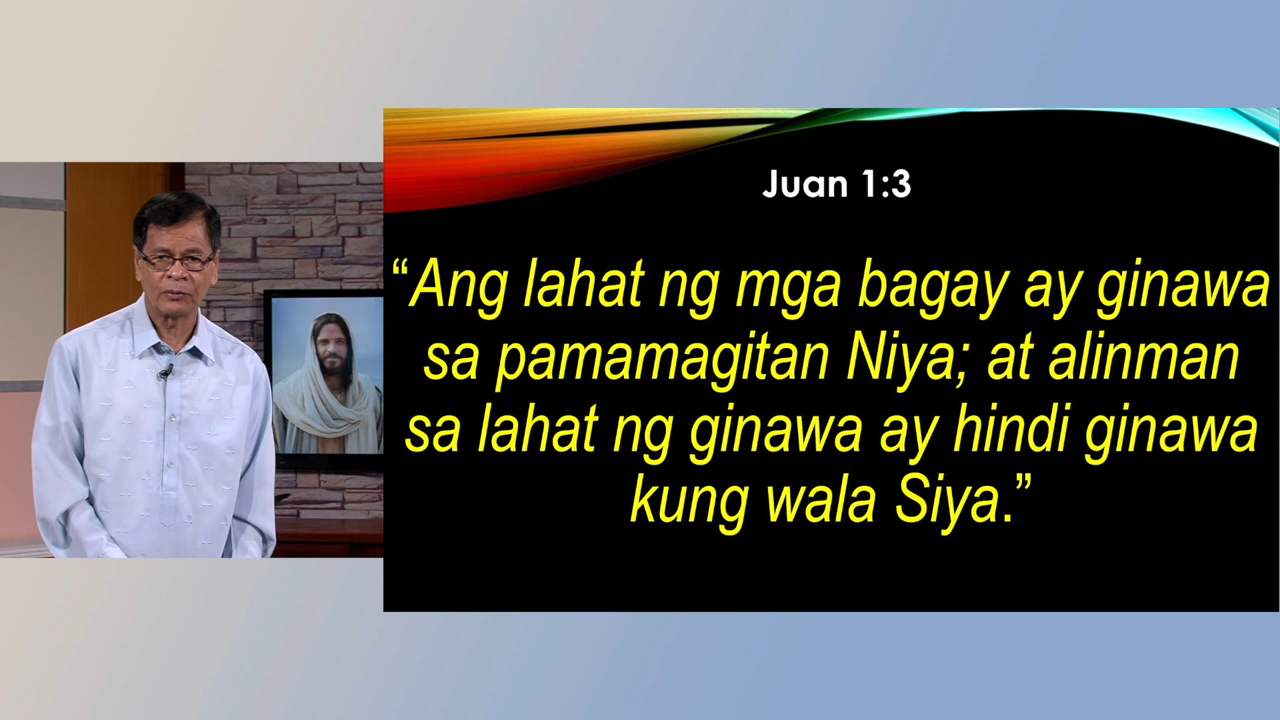 Juan 1:3
“Ang lahat ng mga bagay ay ginawa
sa pamamagitan Niya; at alinman
sa lahat ng ginawa ay hindi ginawa
kung wala Siya.”